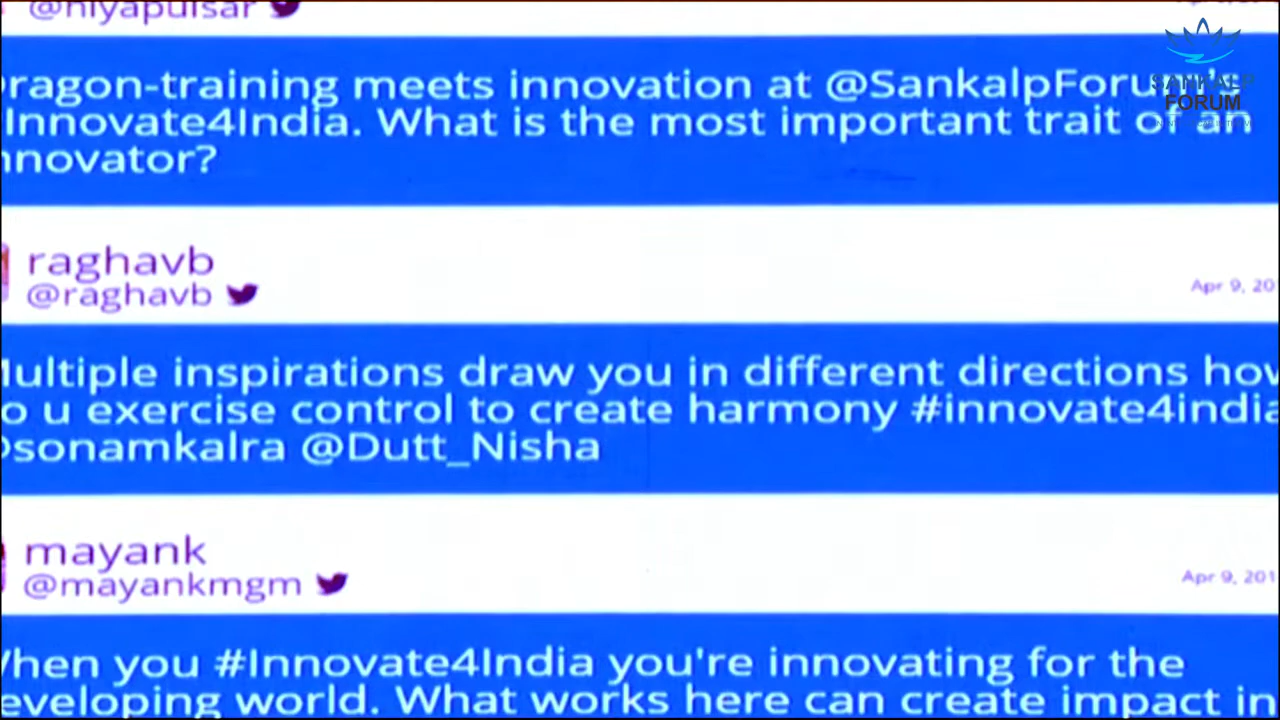 @niyapulsar
ragon-training meets innovation at @SankalpForu
Innovate4India. What is the most important trait of an
nnovator?
SANKALP
FORUM
raghavb
@raghavb
Apr 9, 20
ultiple inspirations draw you in different directions how
o u exercise control to create harmony #innovate4india
sonamkalra @Dutt_Nisha
mayank
@mayankmgm
Apr 9, 201
hen you #Innovate4India you're innovating for the
eveloping world. What works here can create impact in